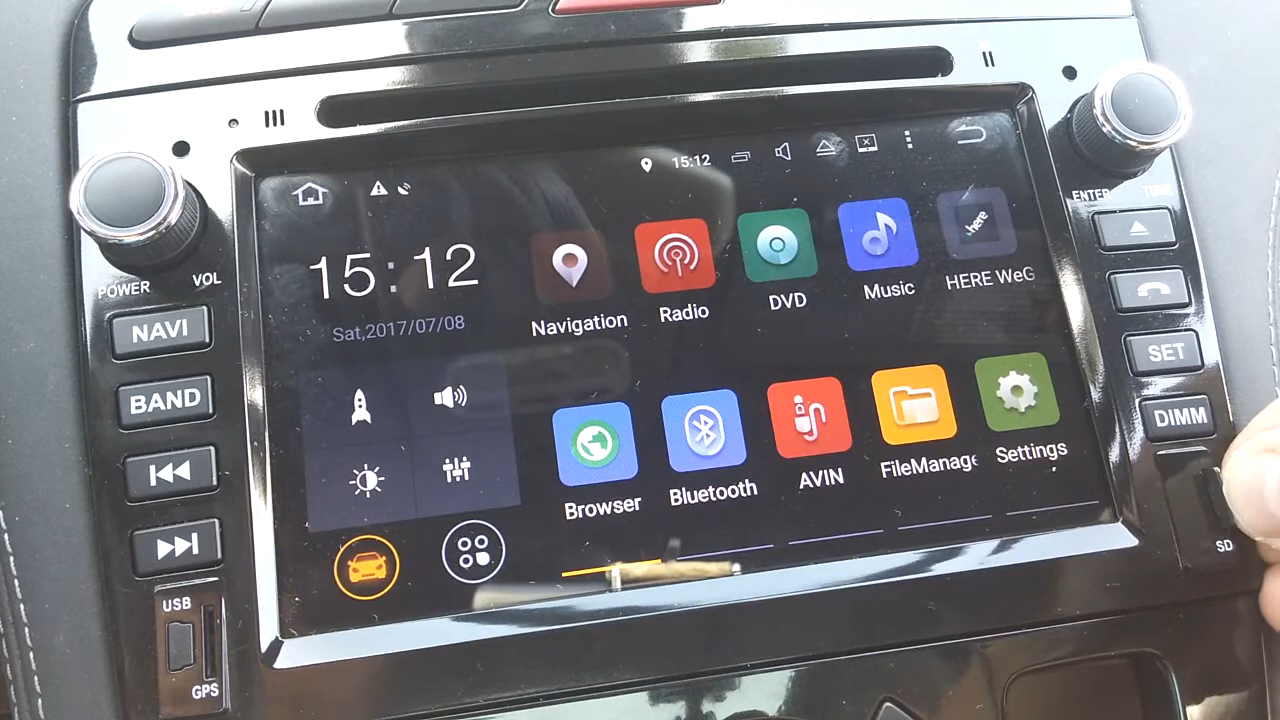 POWER
VOL
NAVI
BAND
USB
GPS
15:12
15:12
Sat,2017/07/08
Navigation
Radio
DVD
Music
here
HERE WeG
Browser
Bluetooth
AVIN
FileManage
Settings
ENTER
TUNE
SET
DIMM
SD